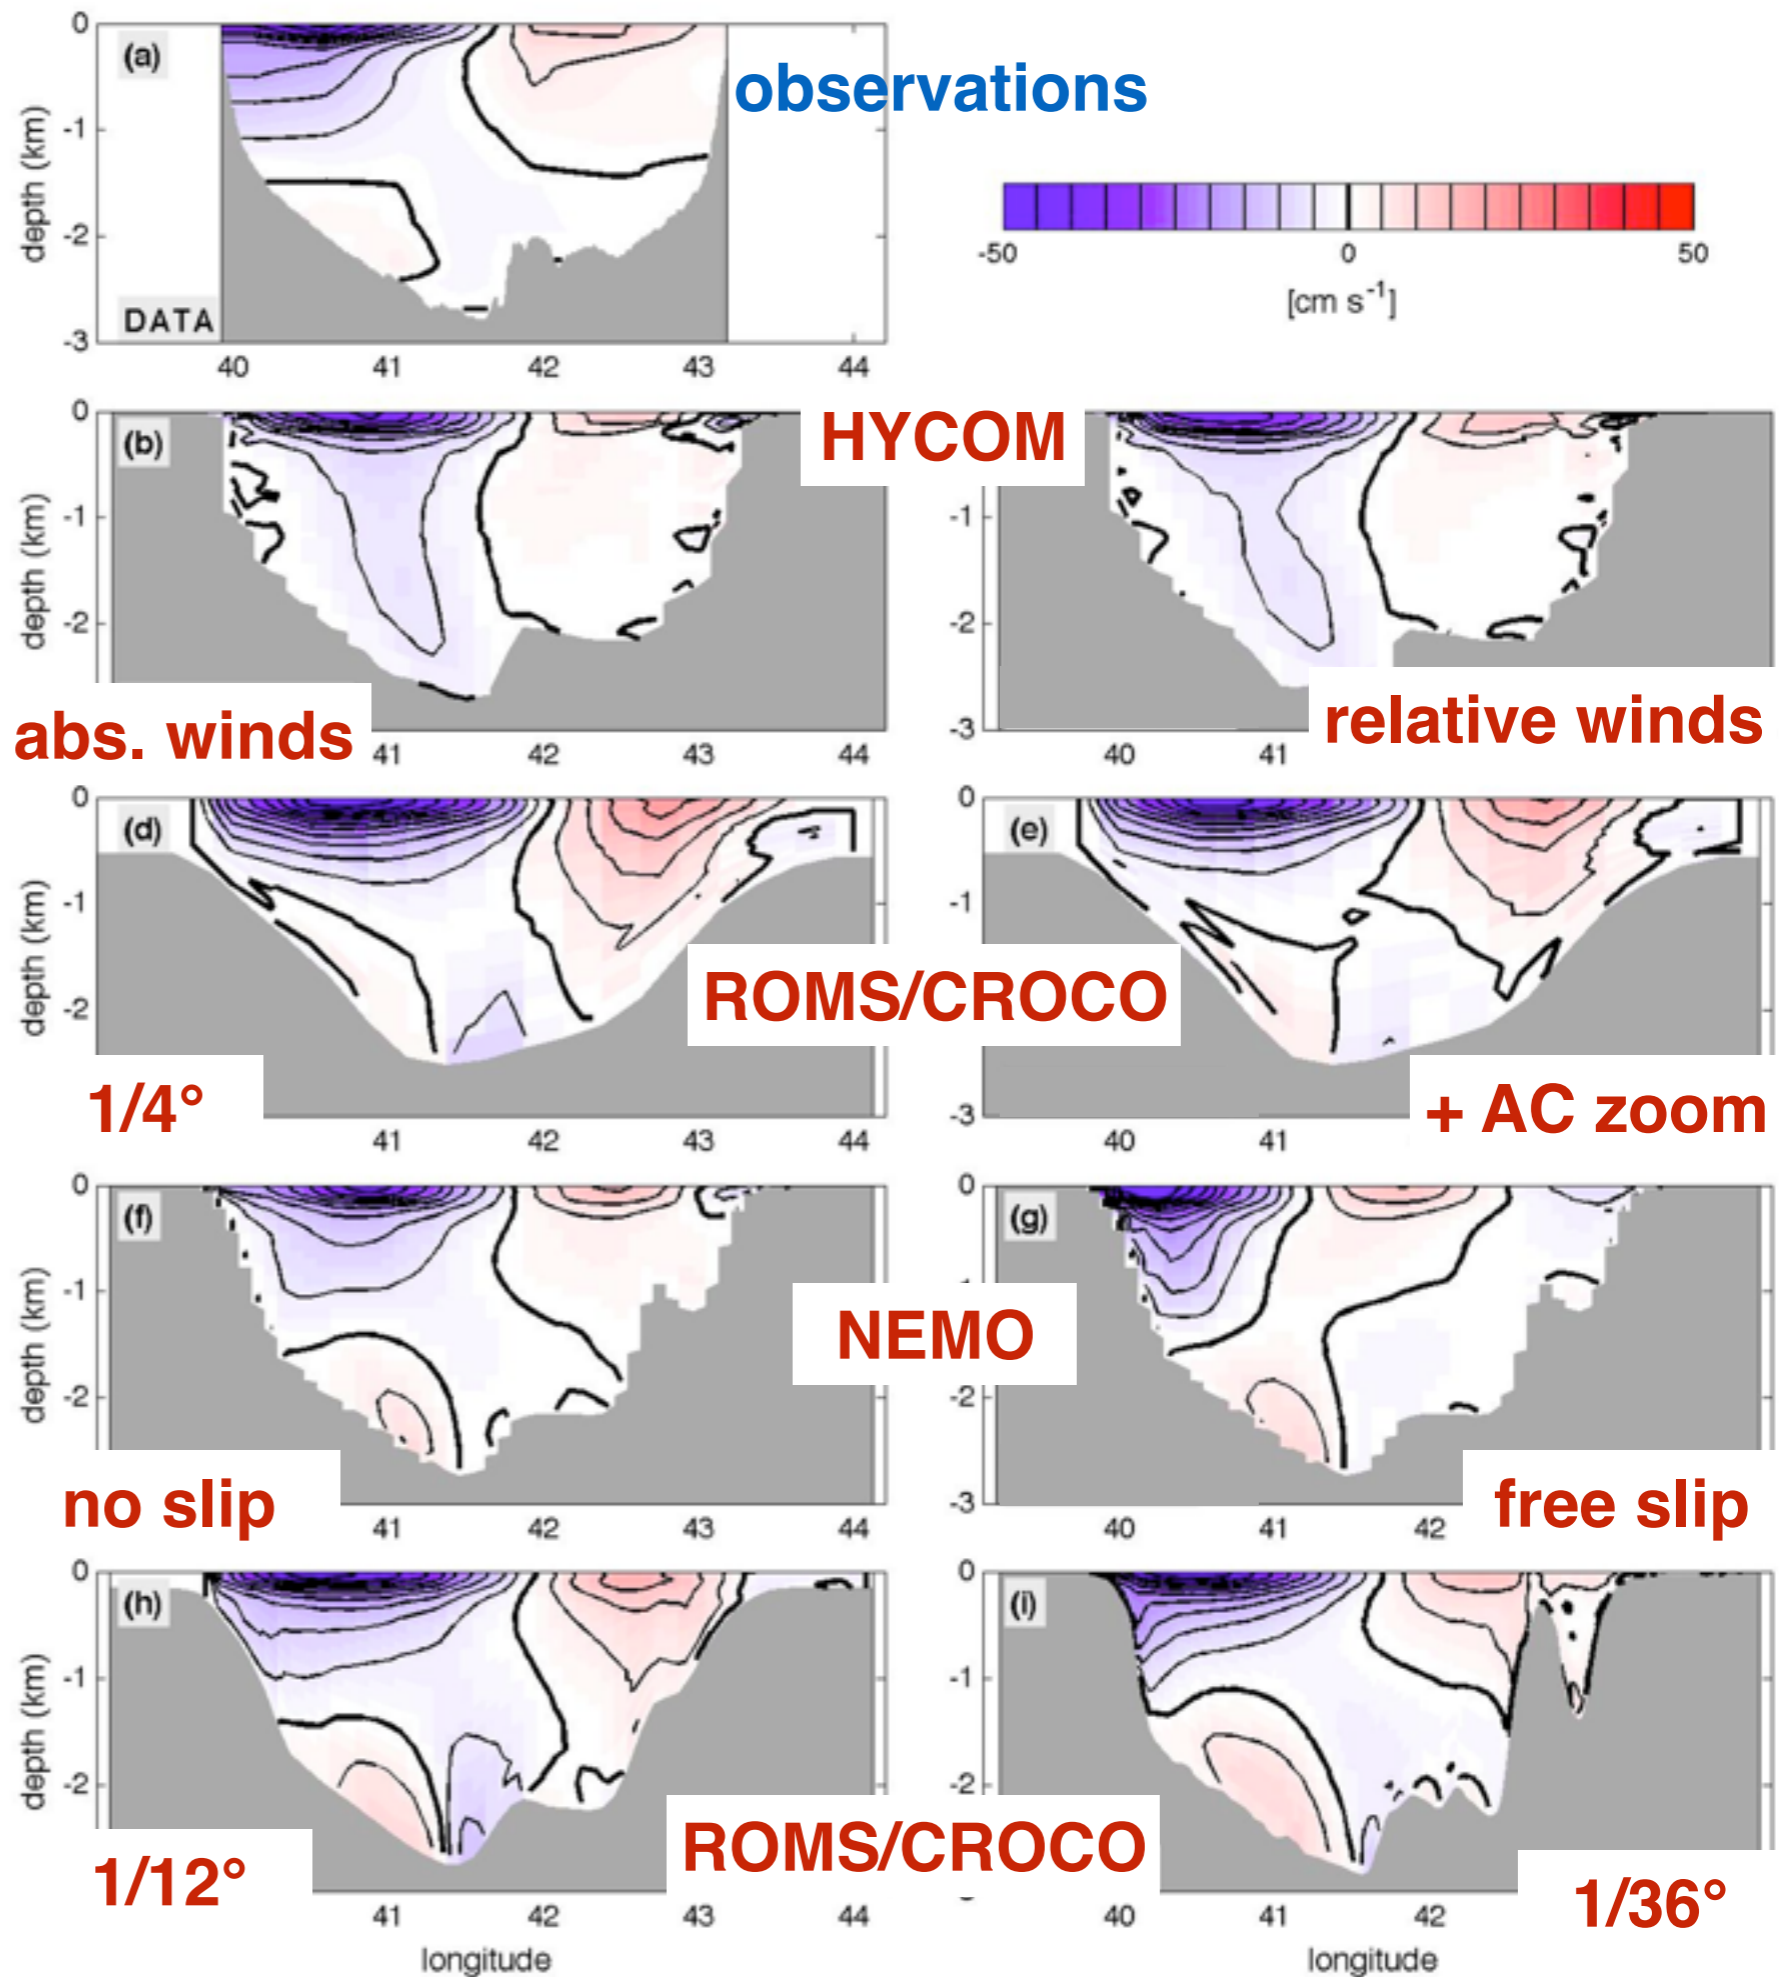 0
(a)
observations
-1
depth (km)
-2
DATA
-3
40 41 42 43 44
-50 0 50
[cm s⁻¹]
0
(b)
HYCOM
-1
-1
depth (km)
-2
-2
-3
abs. winds
relative winds
41 42 43 44
40 41
0
(d)
0
(e)
-1
-1
depth (km)
ROMS/CROCO
-2
1/4°
-3
+ AC zoom
41 42 43 44
40 41
0
(f)
0
(g)
-1
depth (km)
NEMO
-2
-2
no slip
-3
free slip
41 42 43 44
40 41 42
0
(h)
0
(i)
-1
-1
depth (km)
-2
-2
ROMS/CROCO
1/12°
1/36°
41 42 43 44
40 41 42
longitude
longitude